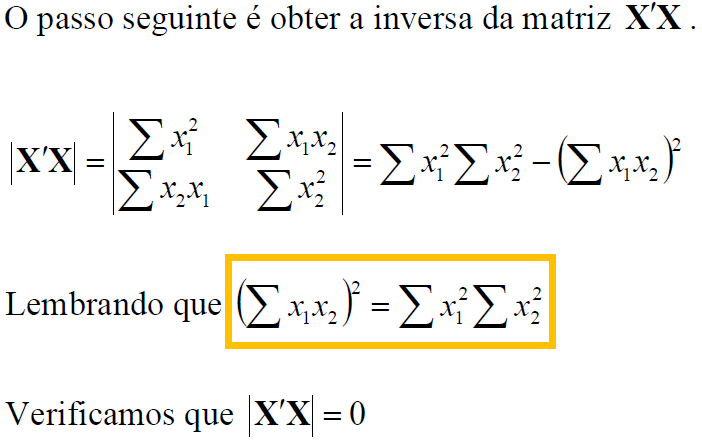 O passo seguinte é obter a inversa da matriz X′X .
|X′X| = |∑x₁² ∑x₁x₂; ∑x₂x₁ ∑x₂²| = ∑x₁²∑x₂² − (∑x₁x₂)²
Lembrando que (∑x₁x₂)² = ∑x₁²∑x₂²
Verificamos que |X′X| = 0